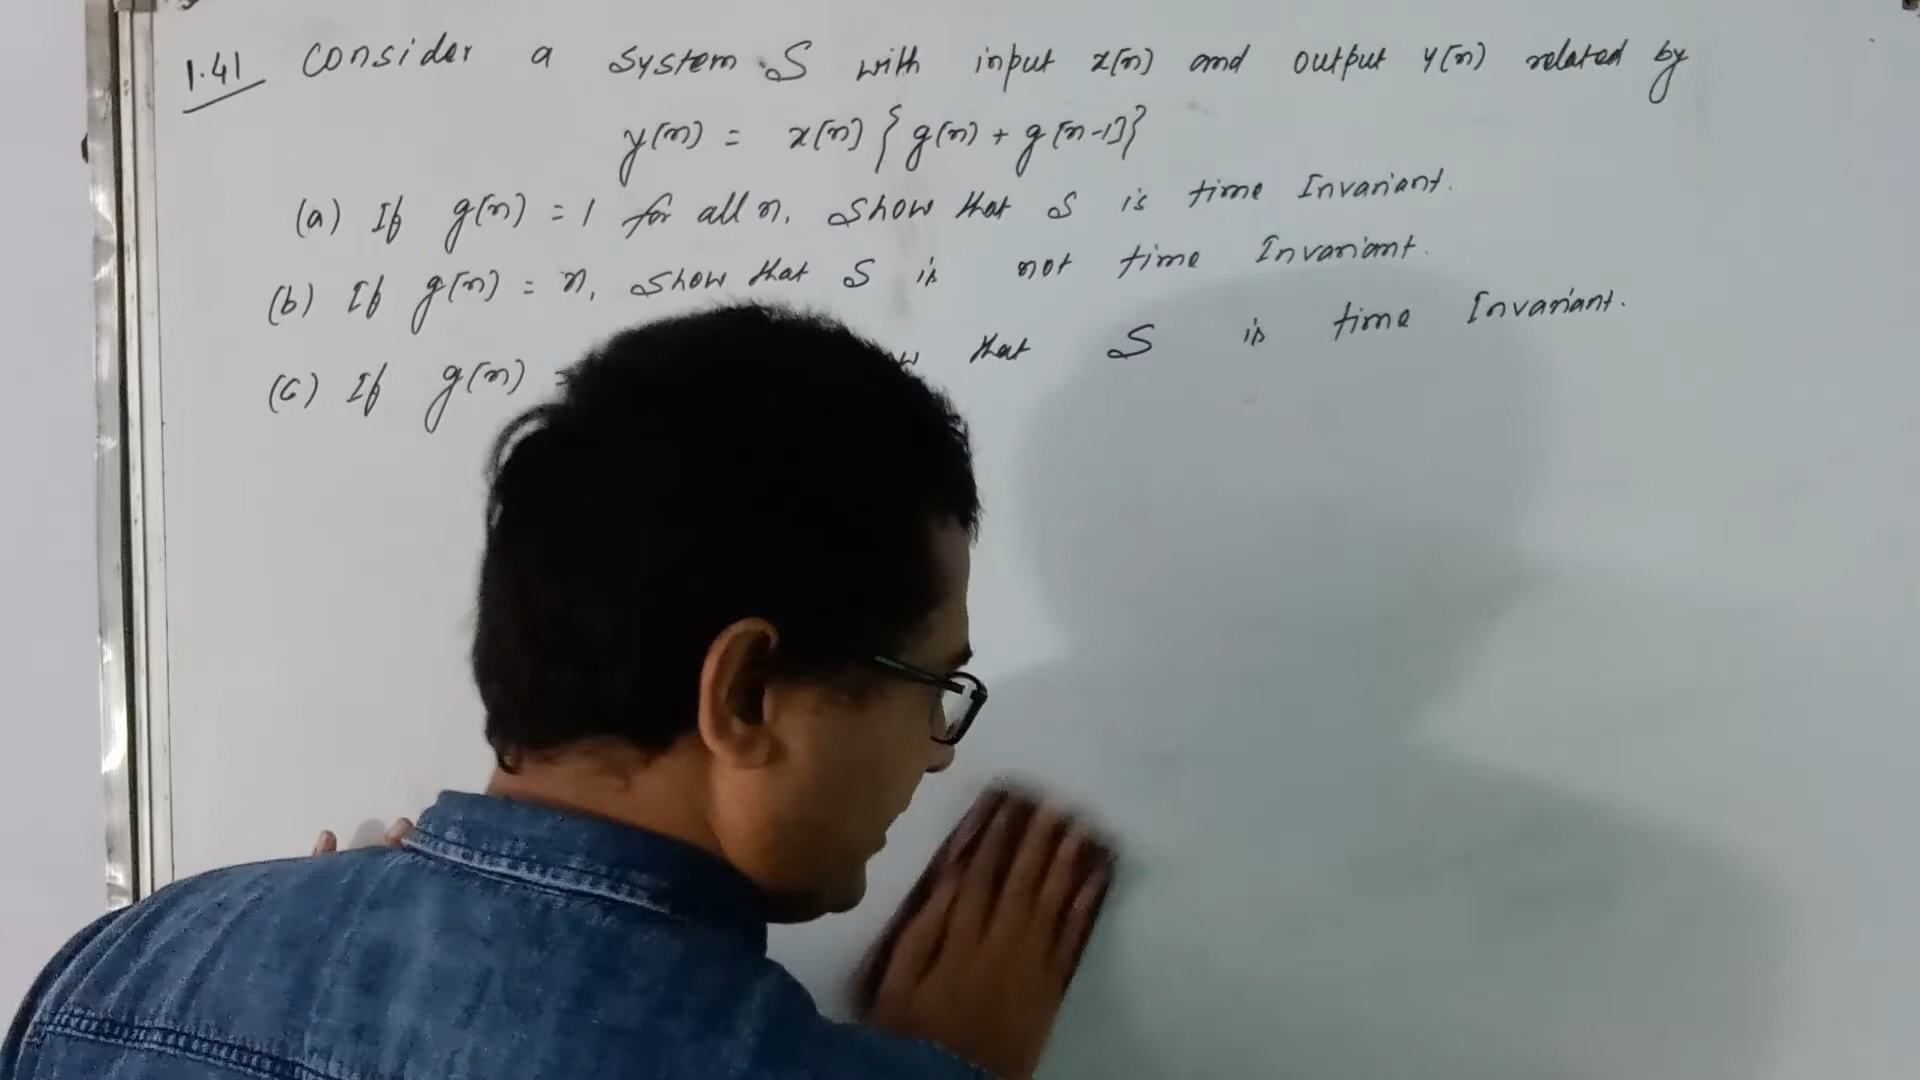 1.41 Consider a system S with input x[n] and output y[n] related by
y[n] = x[n] { g[n] + g[n-1] }
(a) If g[n] = 1 for all n, show that S is time Invariant.
(b) If g[n] = n, show that S is not time Invariant.
(c) If g[n] = that S is time Invariant.